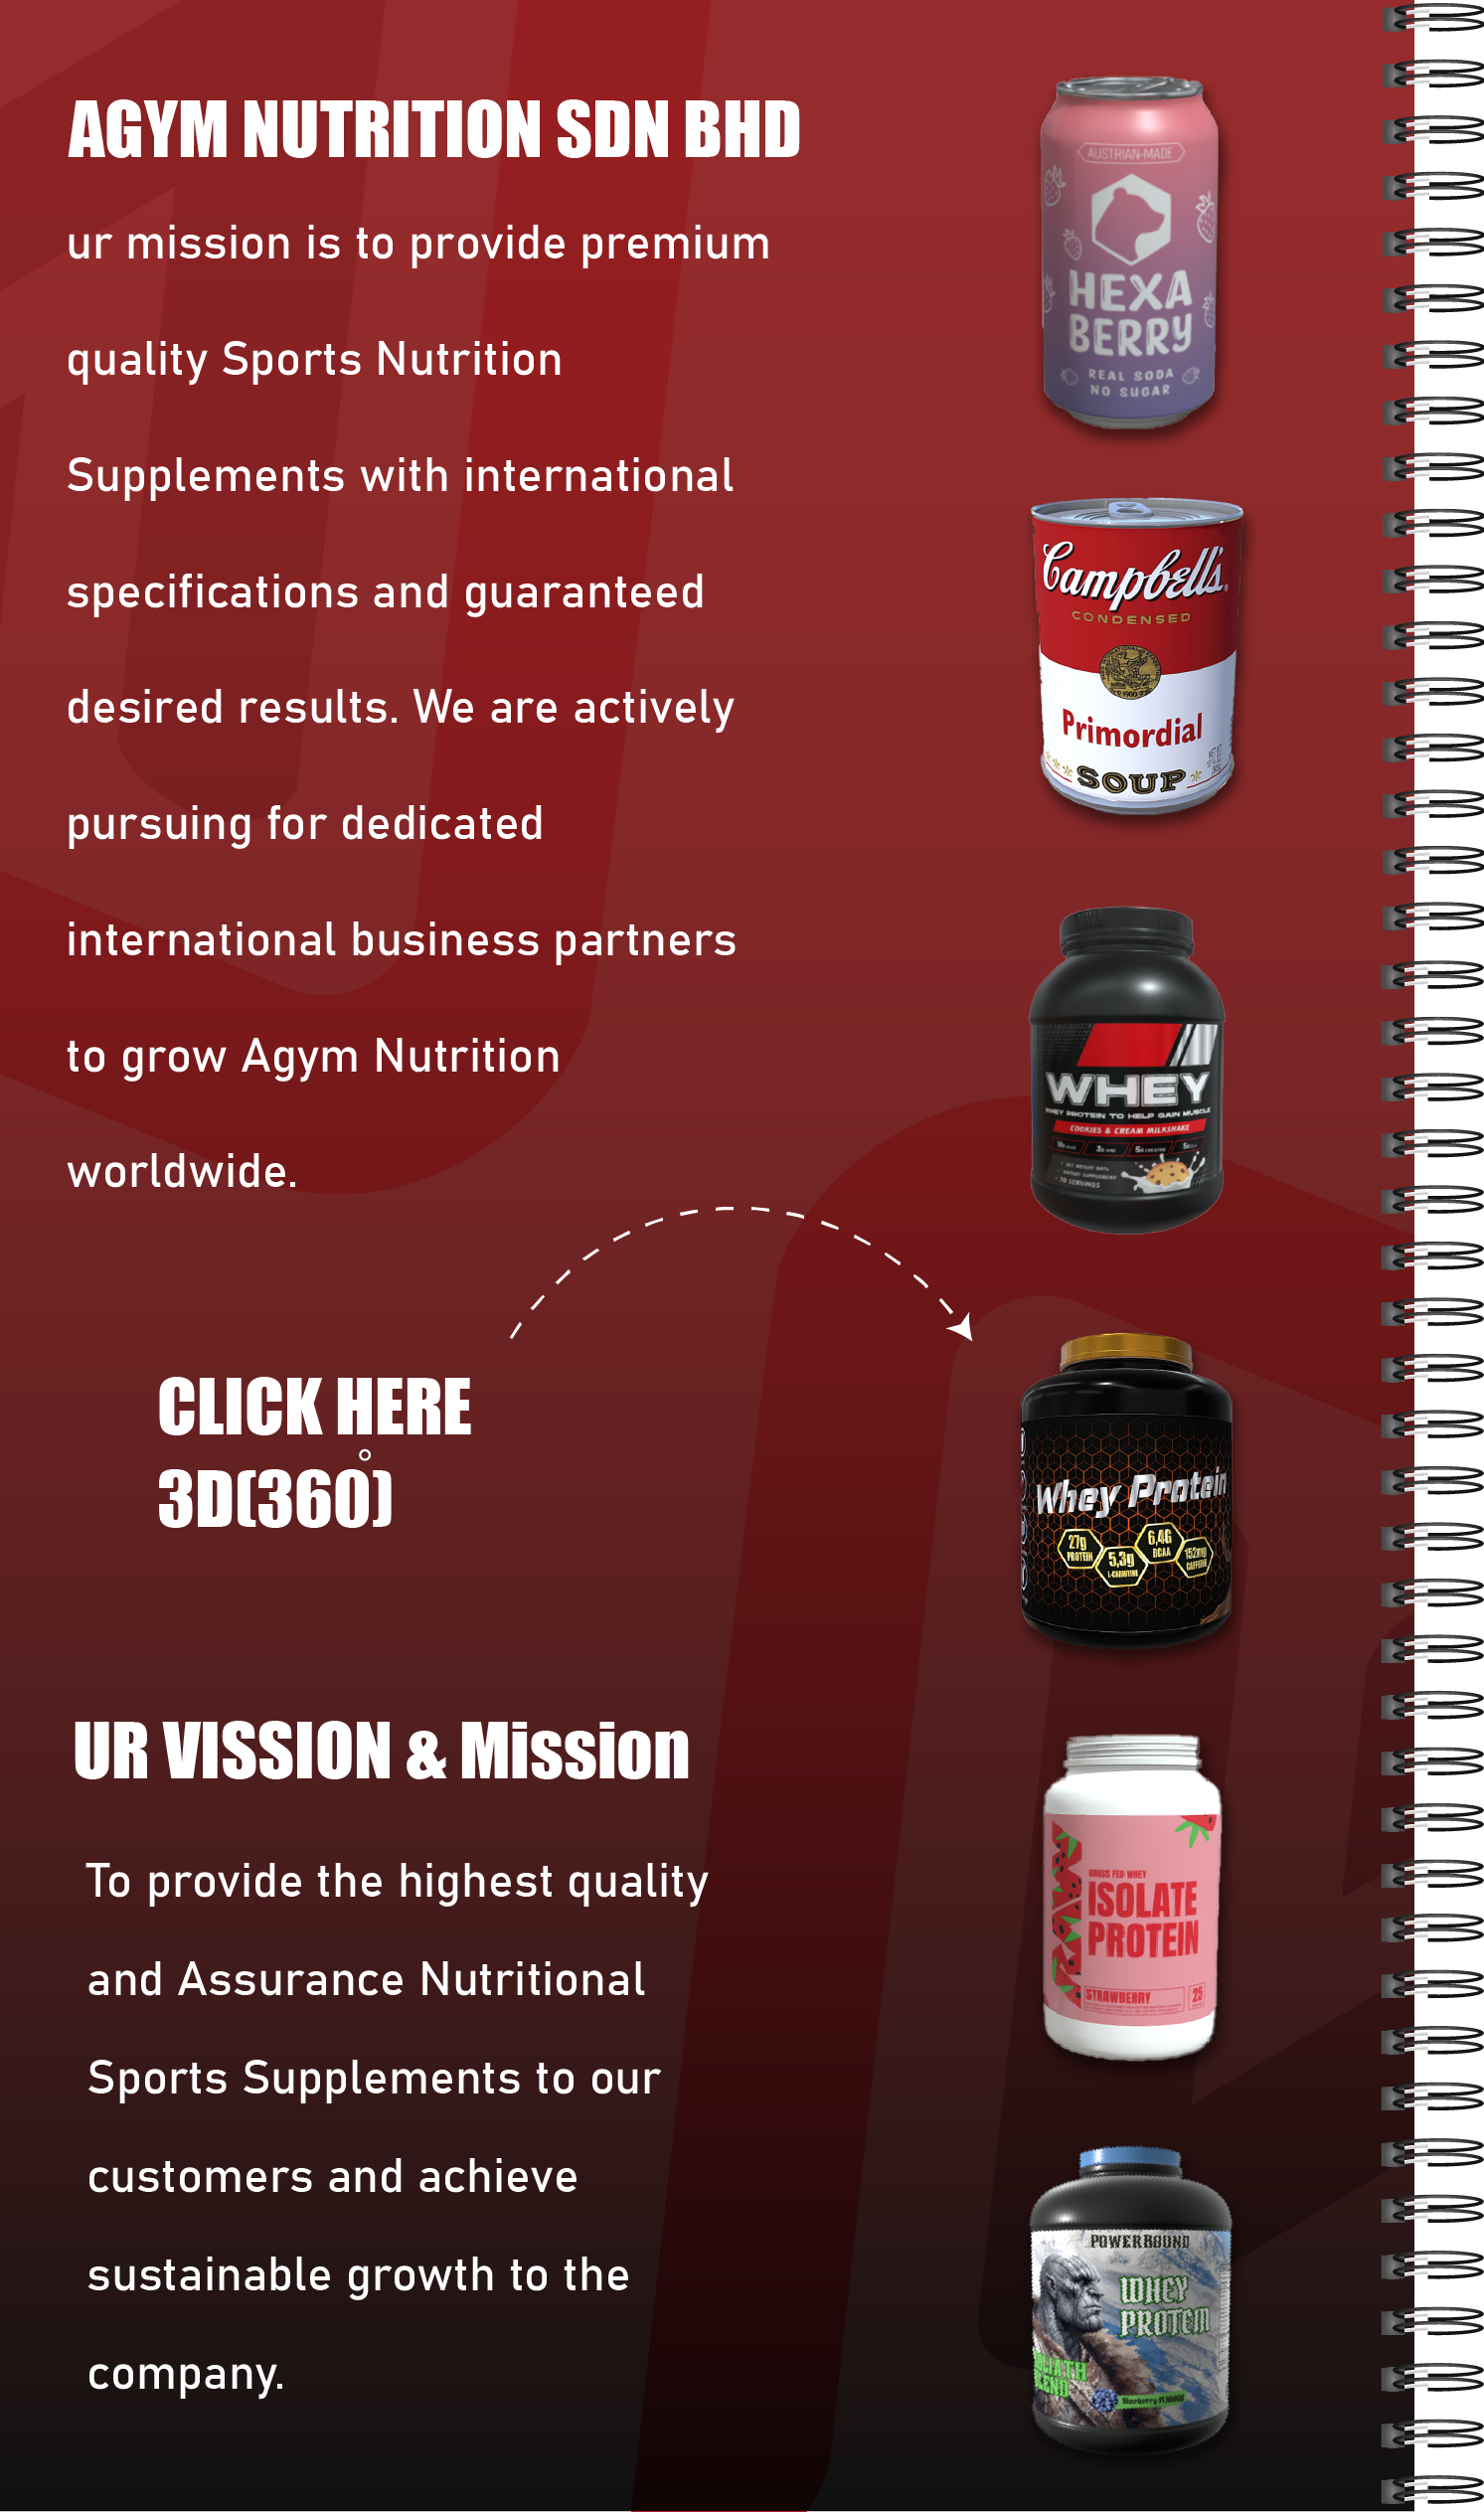 AGYM NUTRITION SDN BHD
ur mission is to provide premium
quality Sports Nutrition
Supplements with international
specifications and guaranteed
desired results. We are actively
pursuing for dedicated
international business partners
to grow Agym Nutrition
worldwide.
CLICK HERE
3D(360°)
UR VISSION & Mission
To provide the highest quality
and Assurance Nutritional
Sports Supplements to our
customers and achieve
sustainable growth to the
company.
AUSTRIAN-MADE
HEXA
BERRY
REAL SODA
NO SUGAR
Campbell's
CONDENSED
Primordial
SOUP
WHEY
WHEY PROTEIN TO HELP GAIN MUSCLE
COOKIES & CREAM MILKSHAKE
Whey Protein
27g
PROTEIN
5,3g
L-CARNITINE
6,4G
BCAA
152mg
CAFFEINE
GRASS FED WHEY
ISOLATE
PROTEIN
STRAWBERRY
25
POWERBOUND
WHEY
PROTEIN
BLEND
Blueberry FLAVOUR